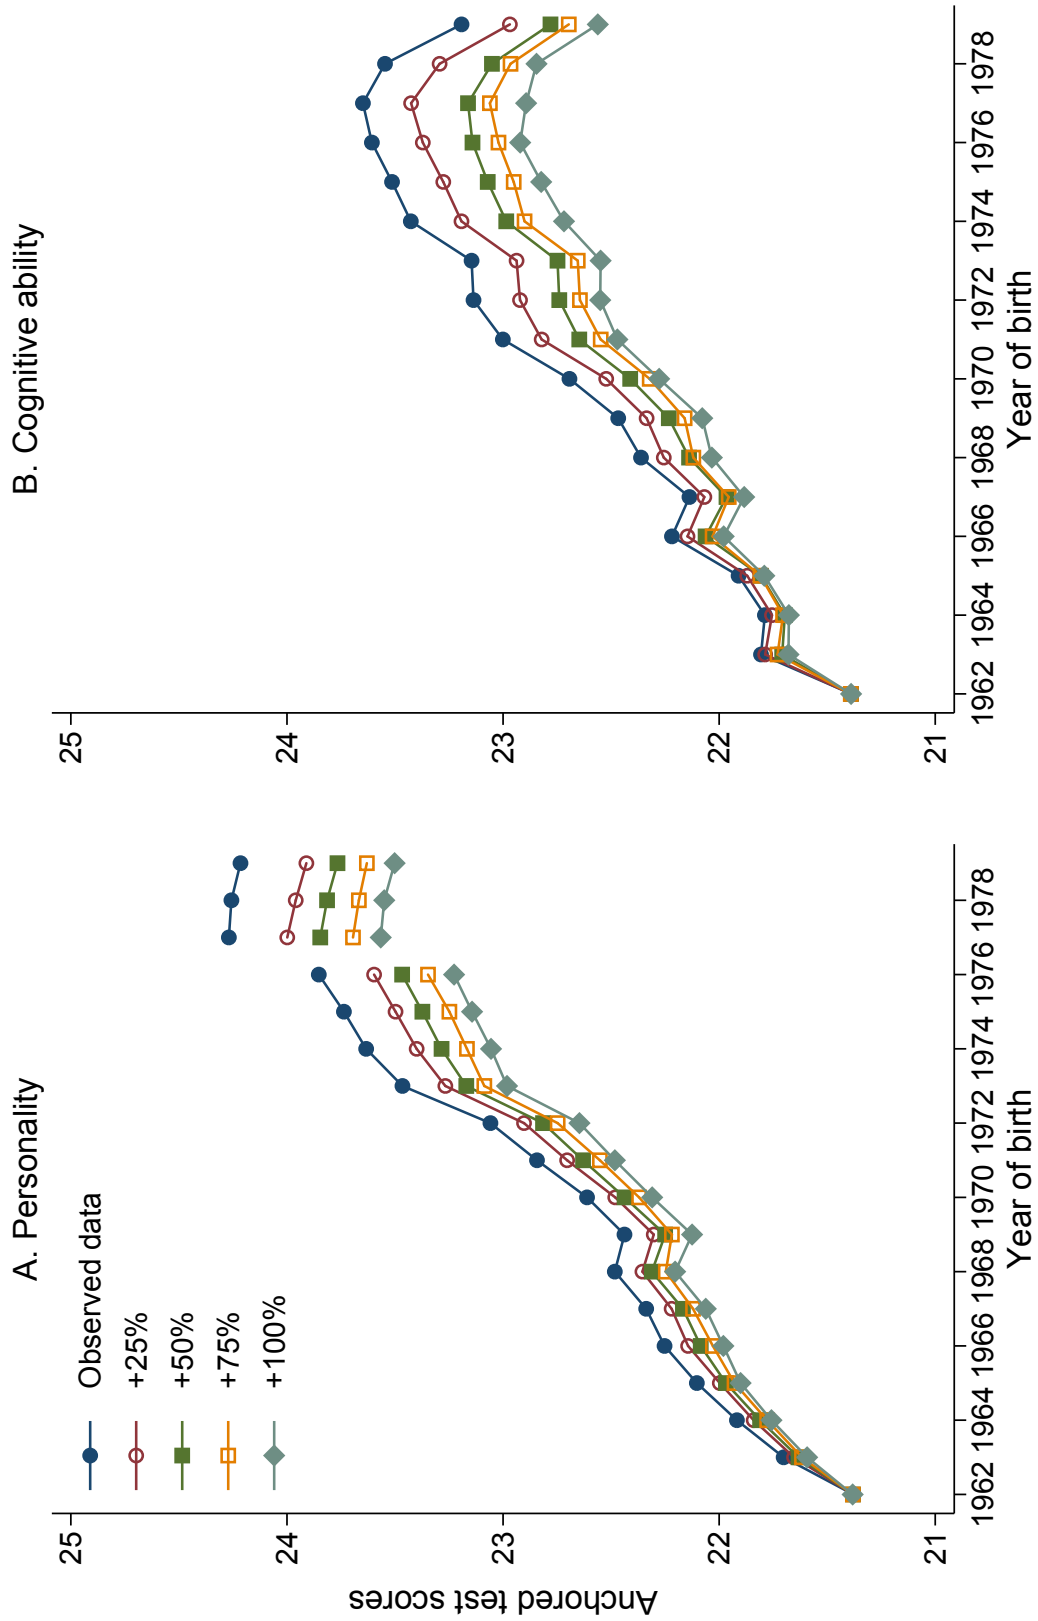 A. Personality
B. Cognitive ability
Observed data
+25%
+50%
+75%
+100%
Anchored test scores
25
24
23
22
21
1962 1964 1966 1968 1970 1972 1974 1976 1978
Year of birth
25
24
23
22
21
1962 1964 1966 1968 1970 1972 1974 1976 1978
Year of birth